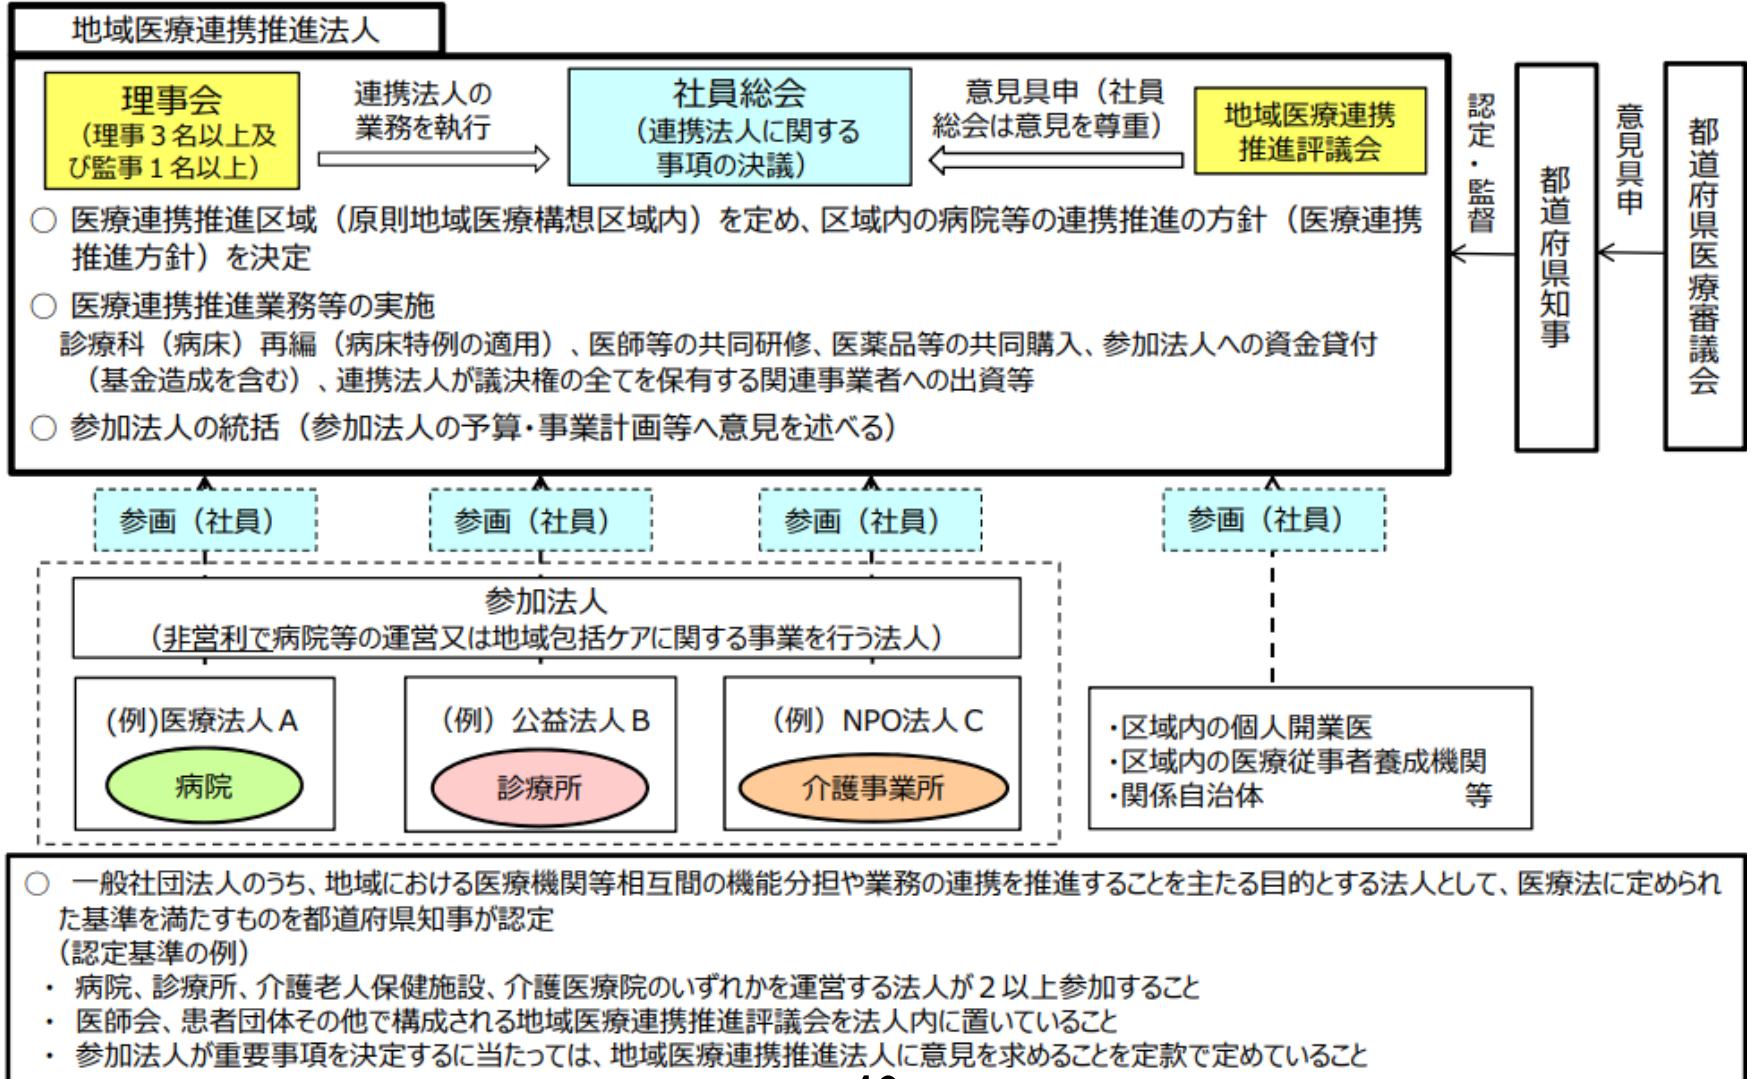 地域医療連携推進法人
理事会
（理事３名以上及
び監事１名以上）
連携法人の
業務を執行
社員総会
（連携法人に関する
事項の決議）
意見具申（社員
総会は意見を尊重）
地域医療連携
推進評議会
認定・監督
都道府県知事
意見具申
都道府県医療審議会
○ 医療連携推進区域（原則地域医療構想区域内）を定め、区域内の病院等の連携推進の方針（医療連携
推進方針）を決定
○ 医療連携推進業務等の実施
診療科（病床）再編（病床特例の適用）、医師等の共同研修、医薬品等の共同購入、参加法人への資金貸付
（基金造成を含む）、連携法人が議決権の全てを保有する関連事業者への出資等
○ 参加法人の統括（参加法人の予算・事業計画等へ意見を述べる）
参画（社員）
参画（社員）
参画（社員）
参画（社員）
参加法人
（非営利で病院等の運営又は地域包括ケアに関する事業を行う法人）
(例)医療法人Ａ
病院
（例）公益法人Ｂ
診療所
（例）NPO法人Ｃ
介護事業所
・区域内の個人開業医
・区域内の医療従事者養成機関
・関係自治体 等
○ 一般社団法人のうち、地域における医療機関等相互間の機能分担や業務の連携を推進することを主たる目的とする法人として、医療法に定められ
た基準を満たすものを都道府県知事が認定
（認定基準の例）
・ 病院、診療所、介護老人保健施設、介護医療院のいずれかを運営する法人が２以上参加すること
・ 医師会、患者団体その他で構成される地域医療連携推進評議会を法人内に置いていること
・ 参加法人が重要事項を決定するに当たっては、地域医療連携推進法人に意見を求めることを定款で定めていること